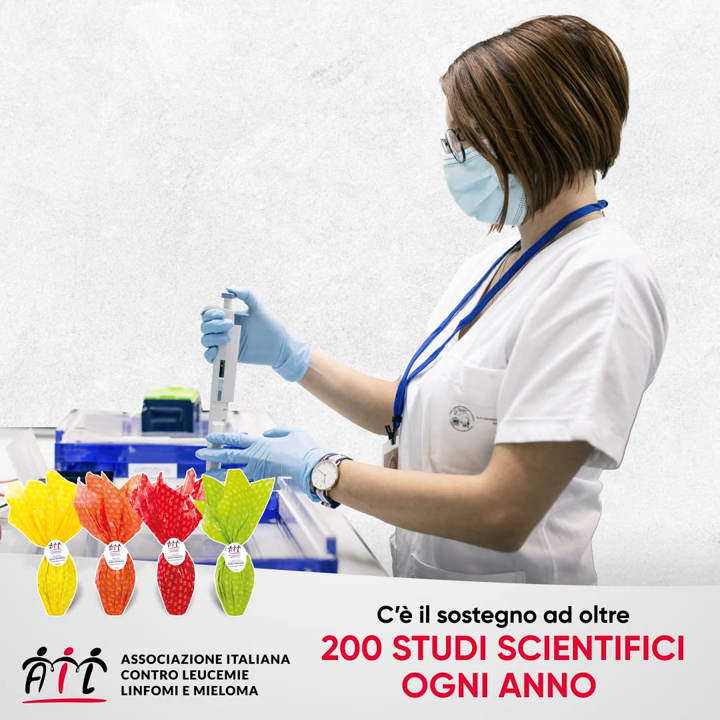 C'è il sostegno ad oltre
200 STUDI SCIENTIFICI
OGNI ANNO
AIL
ASSOCIAZIONE ITALIANA
CONTRO LEUCEMIE
LINFOMI E MIELOMA